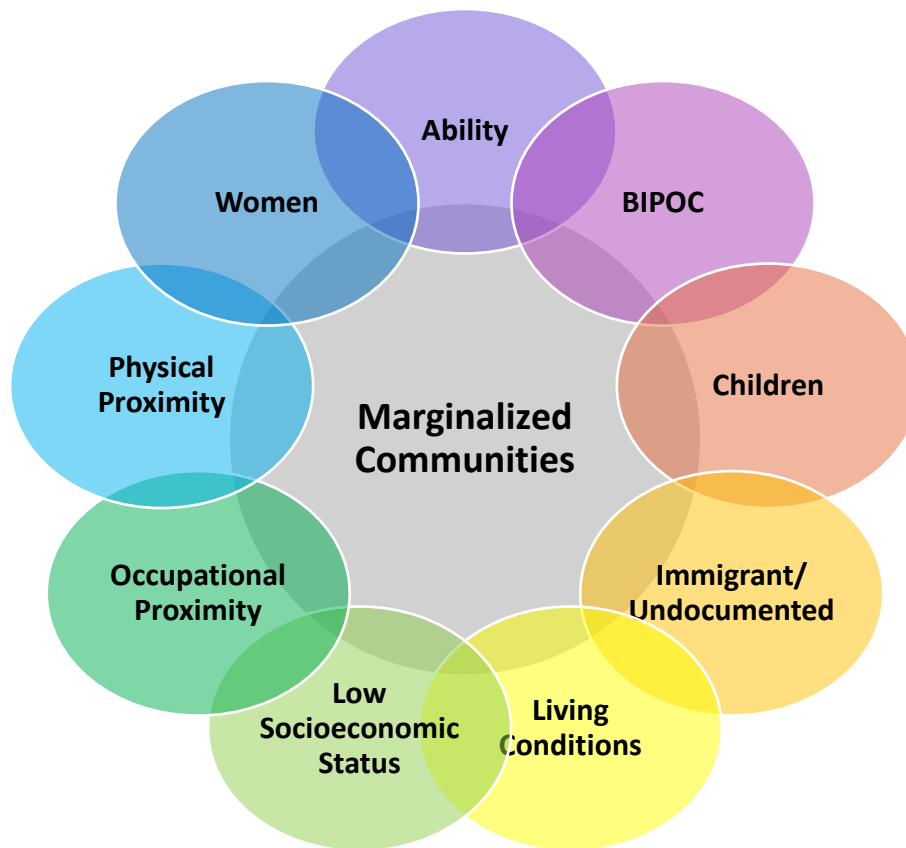 Ability
Women
BIPOC
Physical
Proximity
Children
Marginalized
Communities
Occupational
Proximity
Immigrant/
Undocumented
Low
Socioeconomic
Status
Living
Conditions